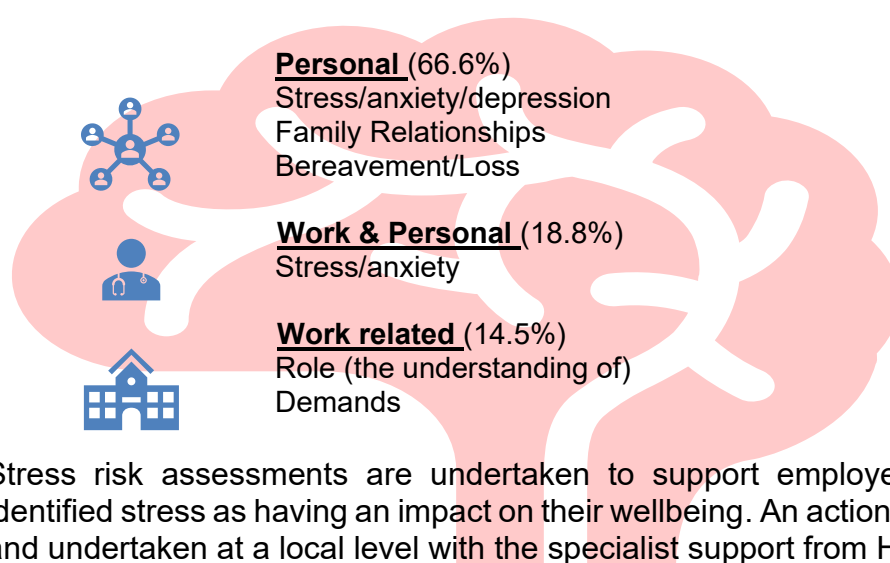 Personal (66.6%)
Stress/anxiety/depression
Family Relationships
Bereavement/Loss
Work & Personal (18.8%)
Stress/anxiety
Work related (14.5%)
Role (the understanding of)
Demands
Stress risk assessments are undertaken to support employe
dentified stress as having an impact on their wellbeing. An action
and undertaken at a local level with the specialist support from H